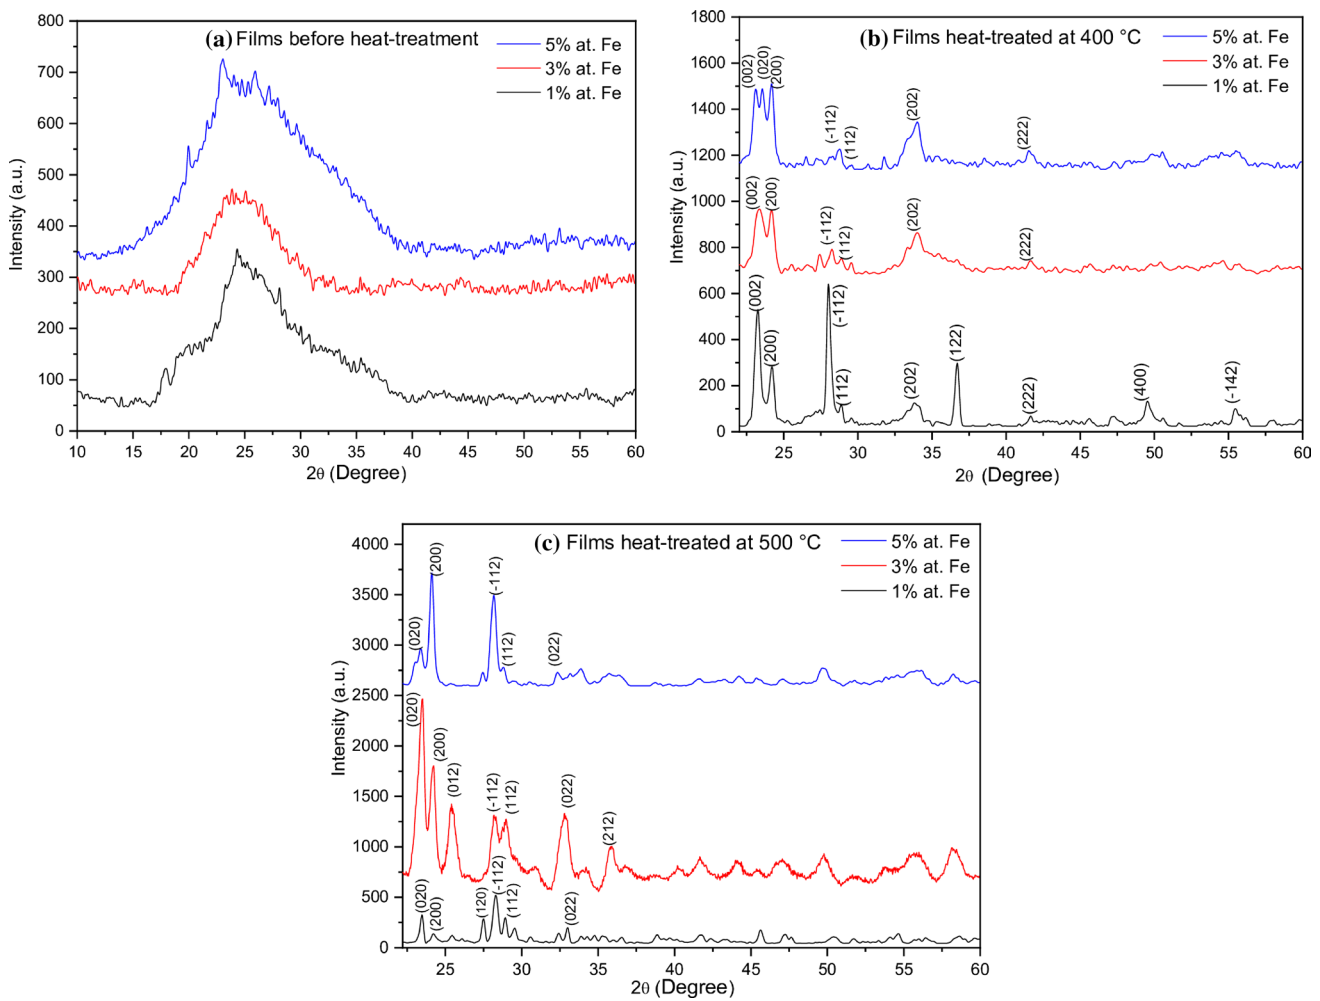 (a) Films before heat-treatment
5% at. Fe
3% at. Fe
1% at. Fe
800
700
600
500
400
300
200
100
0
Intensity (a.u.)
10 15 20 25 30 35 40 45 50 55 60
2θ (Degree)
(b) Films heat-treated at 400 °C
5% at. Fe
3% at. Fe
1% at. Fe
1800
1600
1400
1200
1000
800
600
400
200
0
Intensity (a.u.)
(002) (020) (200) (-112) (112) (202) (222)
(002) (200) (-112) (112) (202) (222)
(002) (200) (-112) (112) (202) (122) (222) (400) (-142)
25 30 35 40 45 50 55 60
2θ (Degree)
(c) Films heat-treated at 500 °C
5% at. Fe
3% at. Fe
1% at. Fe
4000
3500
3000
2500
2000
1500
1000
500
0
Intensity (a.u.)
(020) (200) (-112) (112) (022)
(020) (200) (012) (-112) (112) (022) (212)
(020) (200) (120) (-112) (112) (022)
25 30 35 40 45 50 55 60
2θ (Degree)